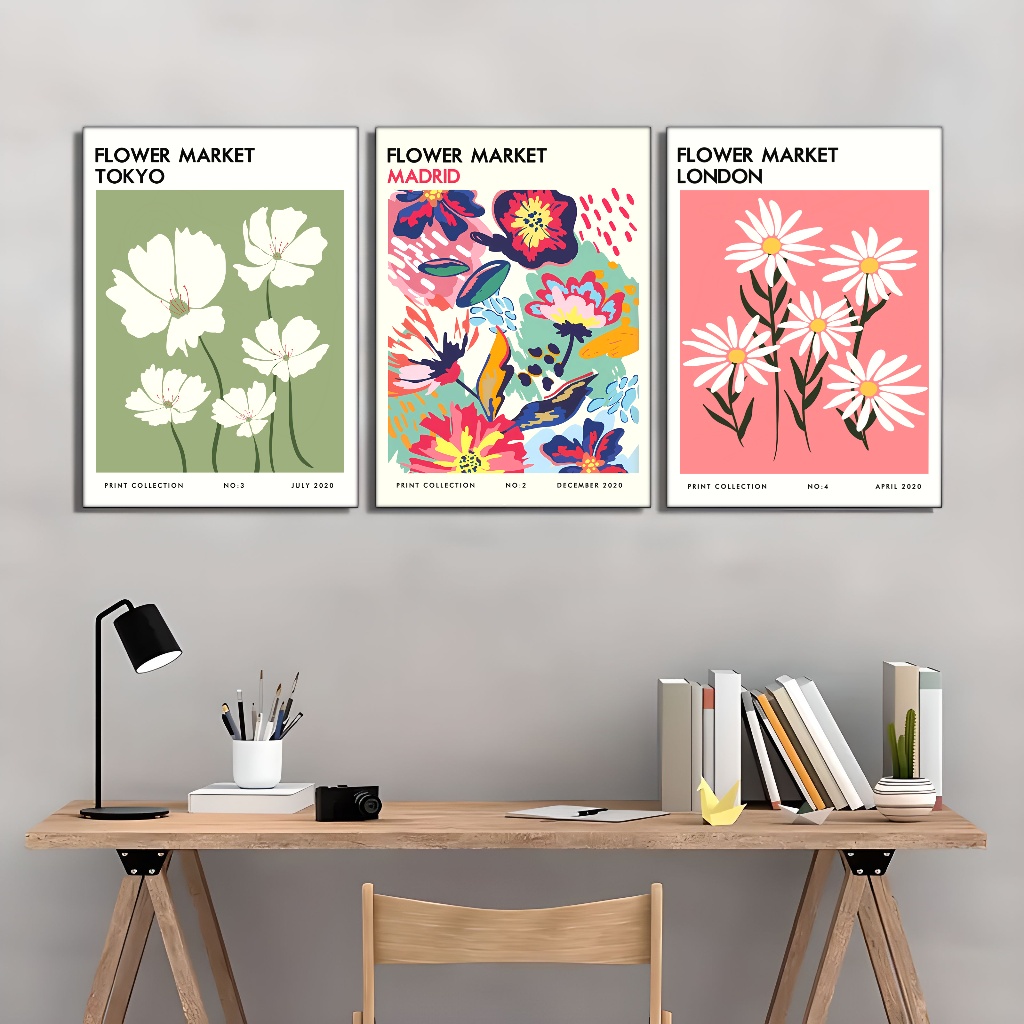 FLOWER MARKET
TOKYO
PRINT COLLECTION NO:3 JULY 2020
FLOWER MARKET
MADRID
PRINT COLLECTION NO:2 DECEMBER 2020
FLOWER MARKET
LONDON
PRINT COLLECTION NO:4 APRIL 2020